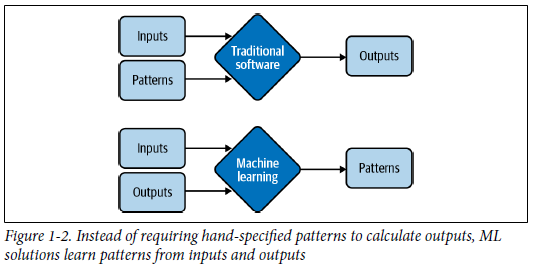 Inputs
Traditional
software
Outputs
Patterns
Inputs
Machine
learning
Patterns
Outputs
Figure 1-2. Instead of requiring hand-specified patterns to calculate outputs, ML
solutions learn patterns from inputs and outputs